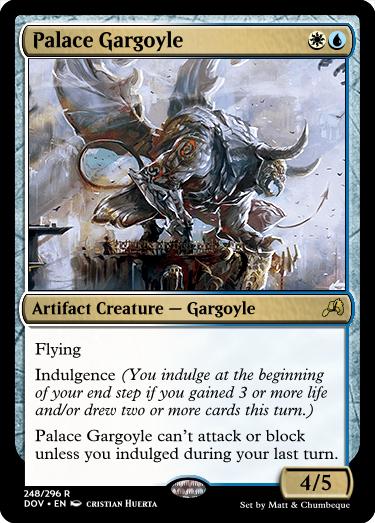 Palace Gargoyle
Artifact Creature — Gargoyle
Flying
Indulgence (You indulge at the beginning
of your end step if you gained 3 or more life
and/or drew two or more cards this turn.)
Palace Gargoyle can't attack or block
unless you indulged during your last turn.
4/5
248/296 R
DOV • EN CRISTIAN HUERTA
Set by Matt & Chumbeque